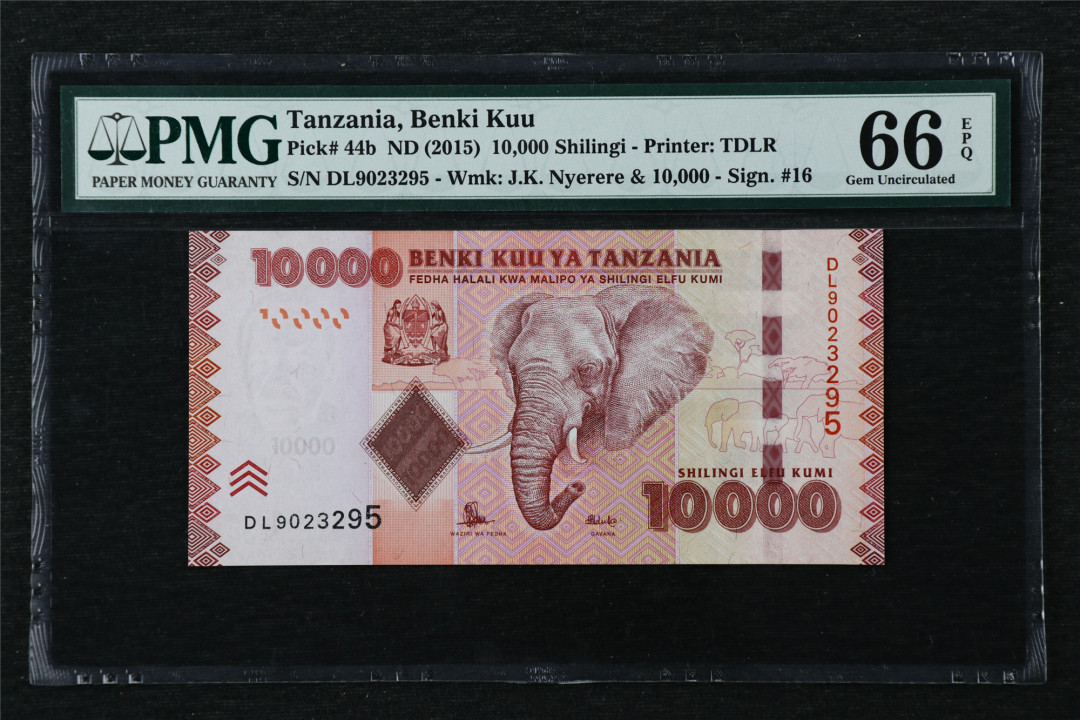 PMG
PAPER MONEY GUARANTY
Tanzania, Benki Kuu
Pick# 44b ND (2015) 10,000 Shilingi - Printer: TDLR
S/N DL9023295 - Wmk: J.K. Nyerere & 10,000 - Sign. #16
66
EPQ
Gem Uncirculated
10000
BENKI KUU YA TANZANIA
FEDHA HALALI KWA MALIPO YA SHILINGI ELFU KUMI
10000
DL9023295
10000
SHILINGI ELFU KUMI
10000
DL9023295
WAZIRI WA FEDHA
GAVANA